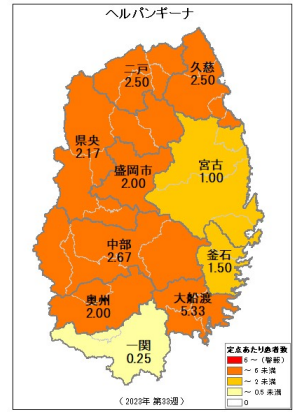 ヘルパンギーナ
二戸
2.50
久慈
2.50
県央
2.17
盛岡市
2.00
宮古
1.00
中部
2.67
釜石
1.50
奥州
2.00
大船渡
5.33
一関
0.25
定点あたり患者数
6 ～ (警報)
～ 6 未満
～ 2 未満
～ 0.5 未満
0
(2023年 第33週)